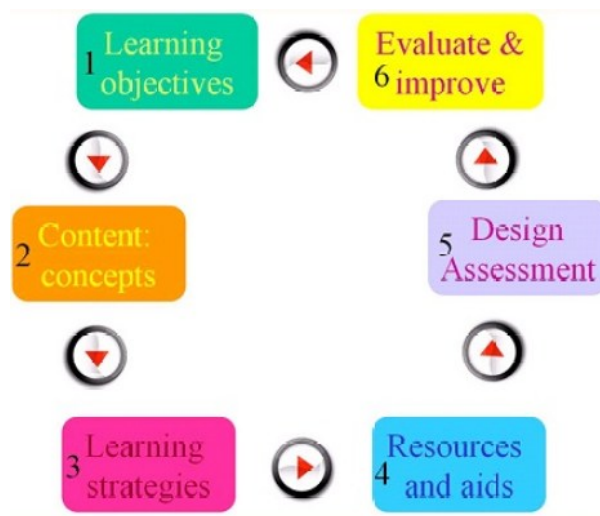 1 Learning
objectives
2 Content:
concepts
3 Learning
strategies
4 Resources
and aids
5 Design
Assessment
6 Evaluate &
improve